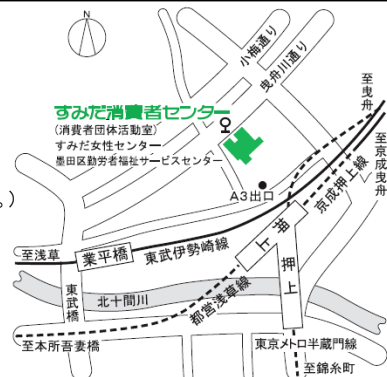 小梅通り
曳舟川通り
すみだ消費者センター
(消費者団体活動室)
すみだ女性センター
墨田区勤労者福祉サービスセンター
至曳舟
至京成曳舟
。)
A3出口
京成押上線
押上
至浅草
業平橋
東武伊勢崎線
押上
東武橋
北十間川
都営浅草線
至本所吾妻橋
東京メトロ半蔵門線
至錦糸町